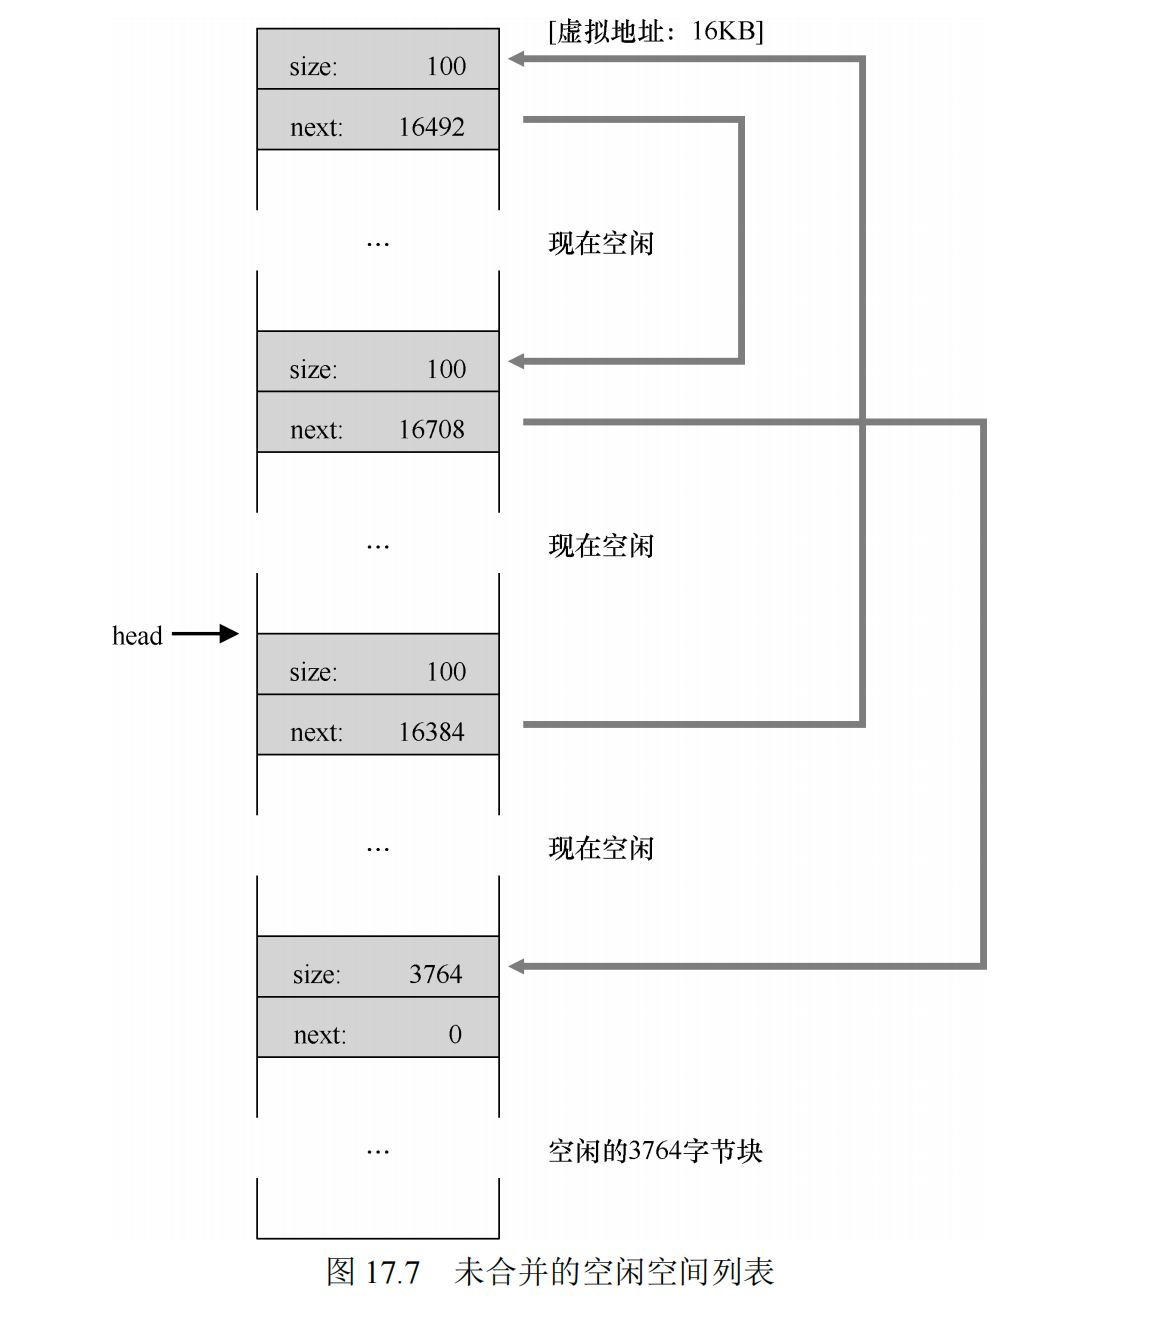 [虚拟地址：16KB]
size: 100
next: 16492
... 现在空闲
size: 100
next: 16708
... 现在空闲
head
size: 100
next: 16384
... 现在空闲
size: 3764
next: 0
... 空闲的3764字节块
图 17.7 未合并的空闲空间列表